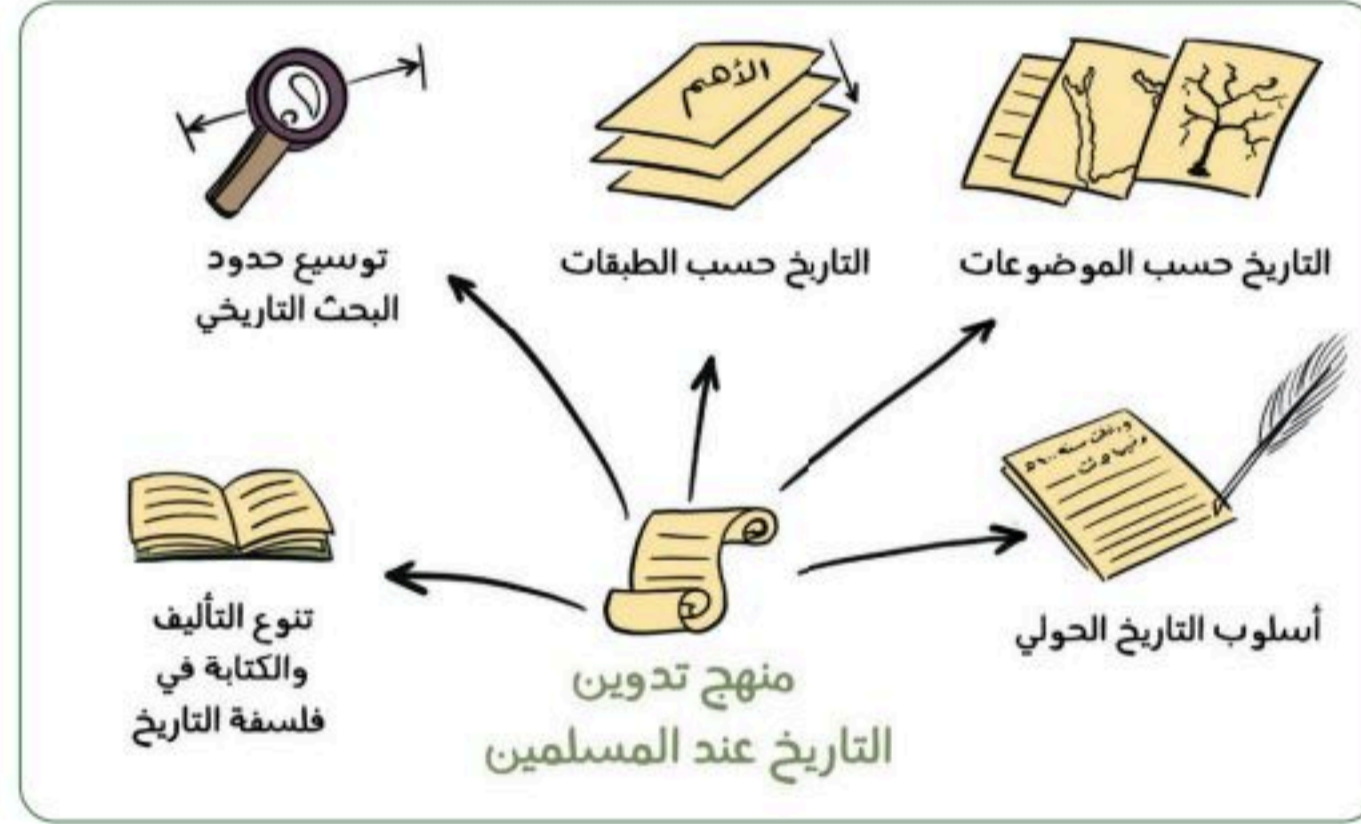 الأهم
التاريخ حسب الموضوعات
التاريخ حسب الطبقات
توسيع حدود
البحث التاريخي
أسلوب التاريخ الحولي
تنوع التأليف
والكتابة في
فلسفة التاريخ
منهج تدوين
التاريخ عند المسلمين